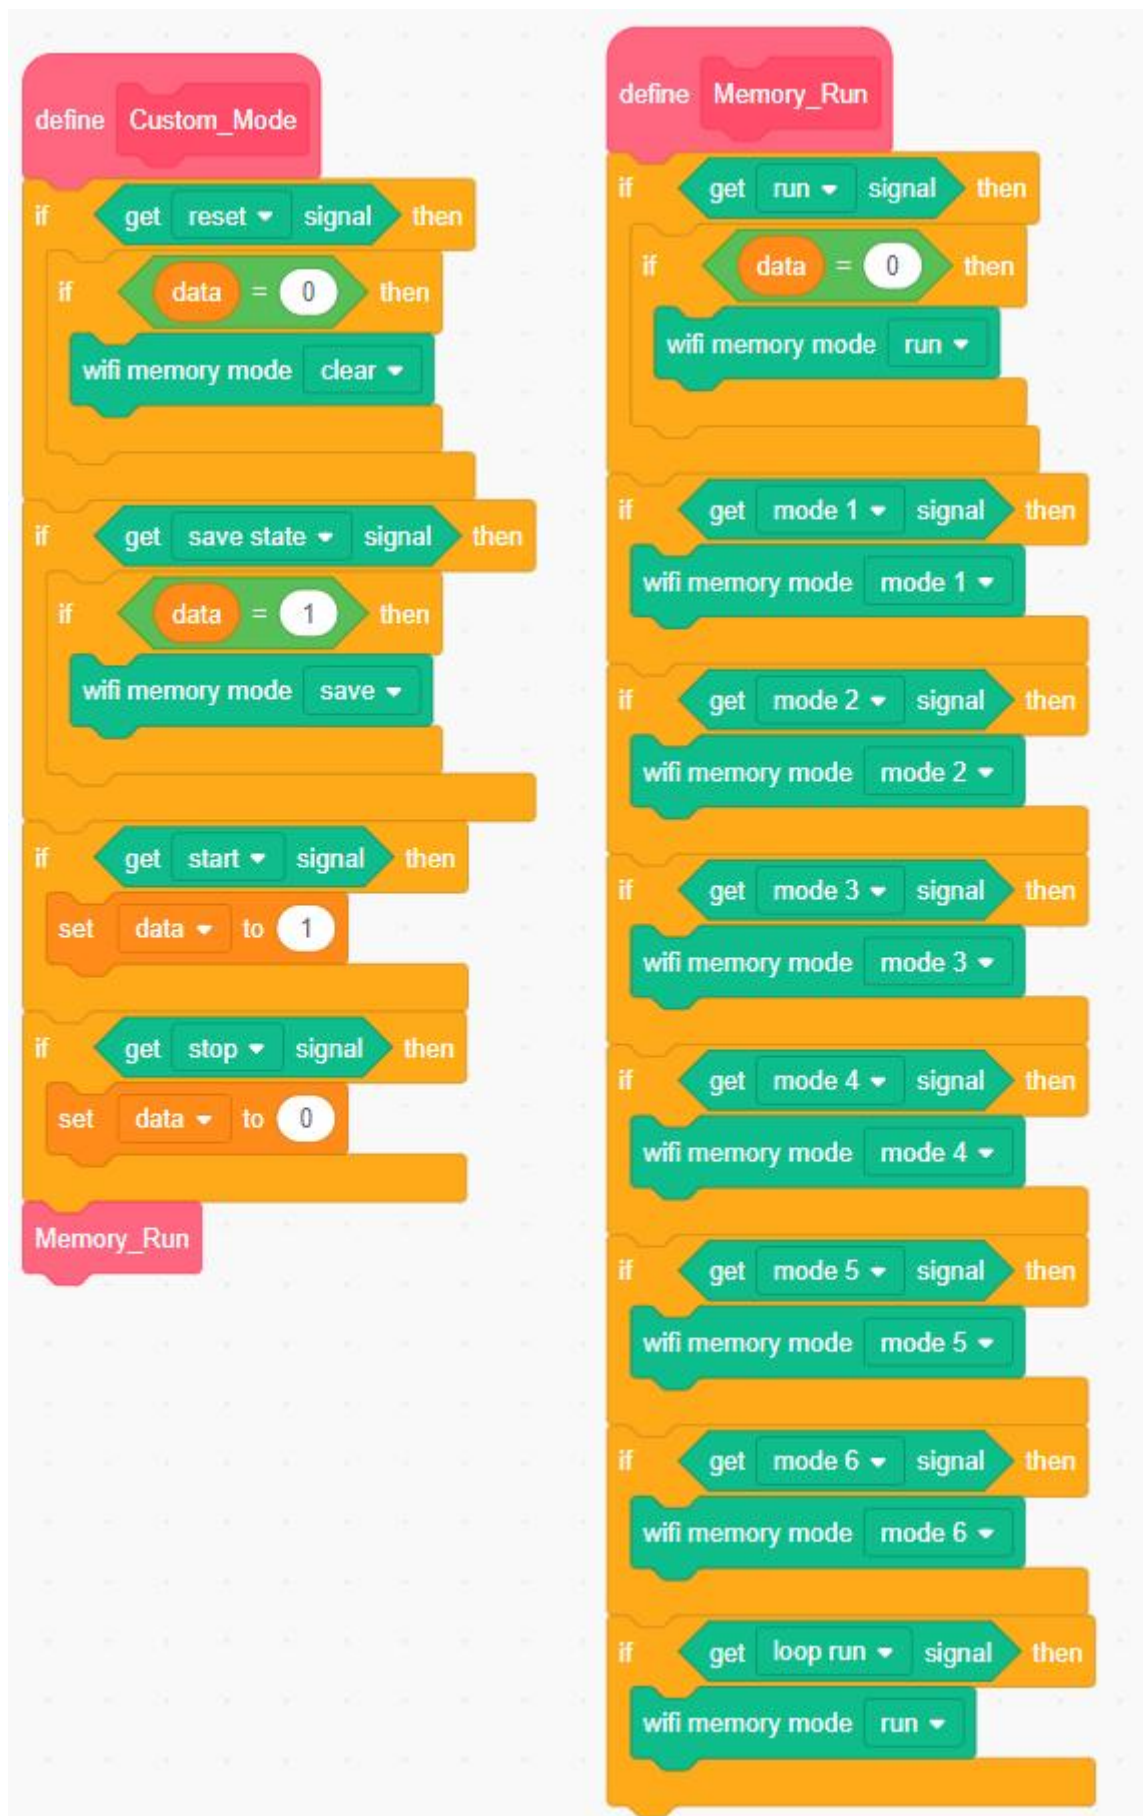 define Custom_Mode
if get reset signal then
if data = 0 then
wifi memory mode clear
if get save state signal then
if data = 1 then
wifi memory mode save
if get start signal then
set data to 1
if get stop signal then
set data to 0
Memory_Run
define Memory_Run
if get run signal then
if data = 0 then
wifi memory mode run
if get mode 1 signal then
wifi memory mode mode 1
if get mode 2 signal then
wifi memory mode mode 2
if get mode 3 signal then
wifi memory mode mode 3
if get mode 4 signal then
wifi memory mode mode 4
if get mode 5 signal then
wifi memory mode mode 5
if get mode 6 signal then
wifi memory mode mode 6
if get loop run signal then
wifi memory mode run